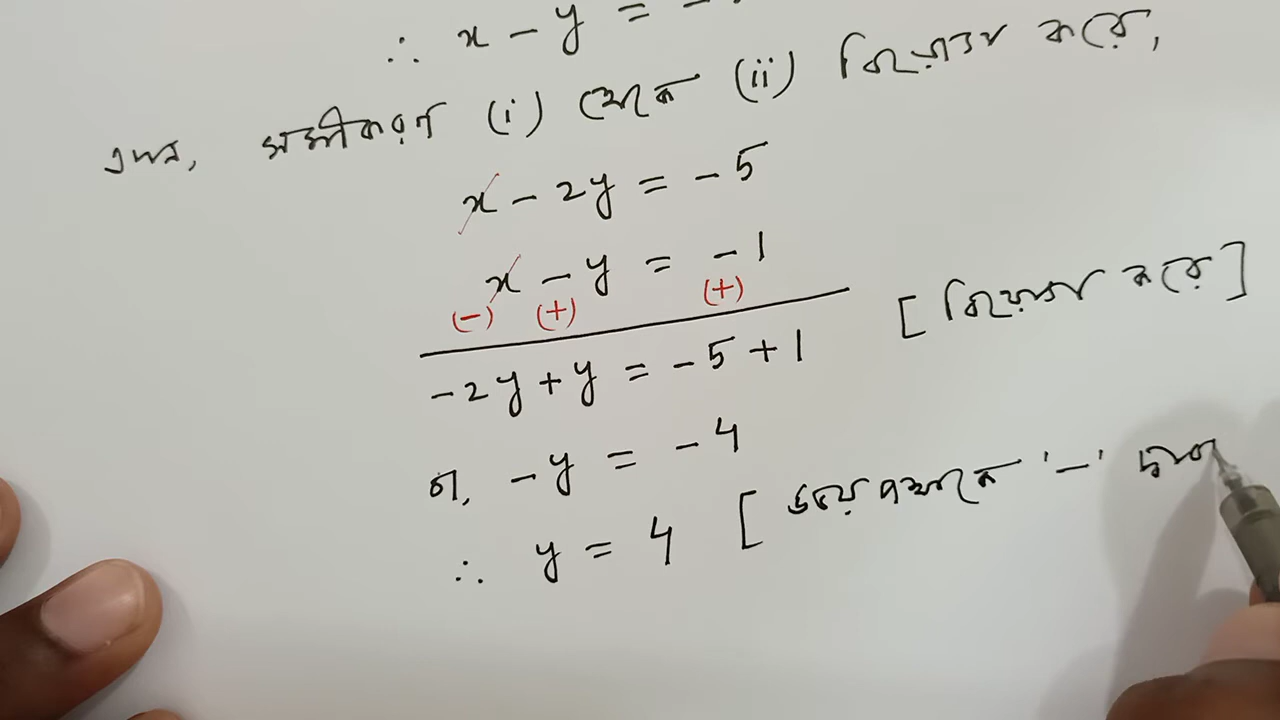 ∴ x - y = -
এখন, সমীকরণ (i) থেকে (ii) বিয়োগ করে,
x - 2y = - 5
x - y = - 1
(-) (+) (+)
[বিয়োগ করে]
-2y + y = - 5 + 1
বা, - y = - 4
∴ y = 4 [উভয়পক্ষকে '-' দ্বারা